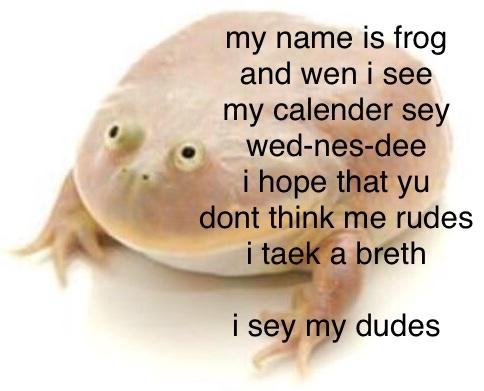 my name is frog
and wen i see
my calender sey
wed-nes-dee
i hope that yu
dont think me rudes
i taek a breth
i sey my dudes